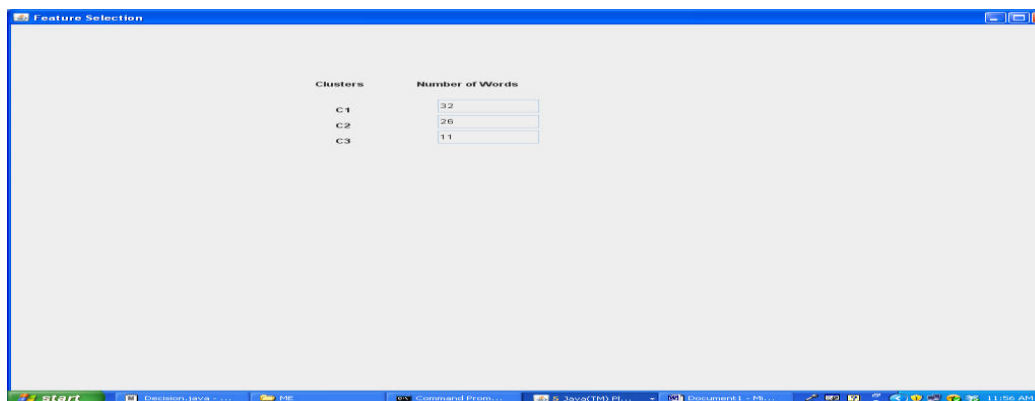 Feature Selection
Clusters Number of Words
C1 32
C2 26
C3 11
start Decision.java - ... ME Command Prom... 5 Java(TM) Pl... Document1 - Mi... 11:56 AM